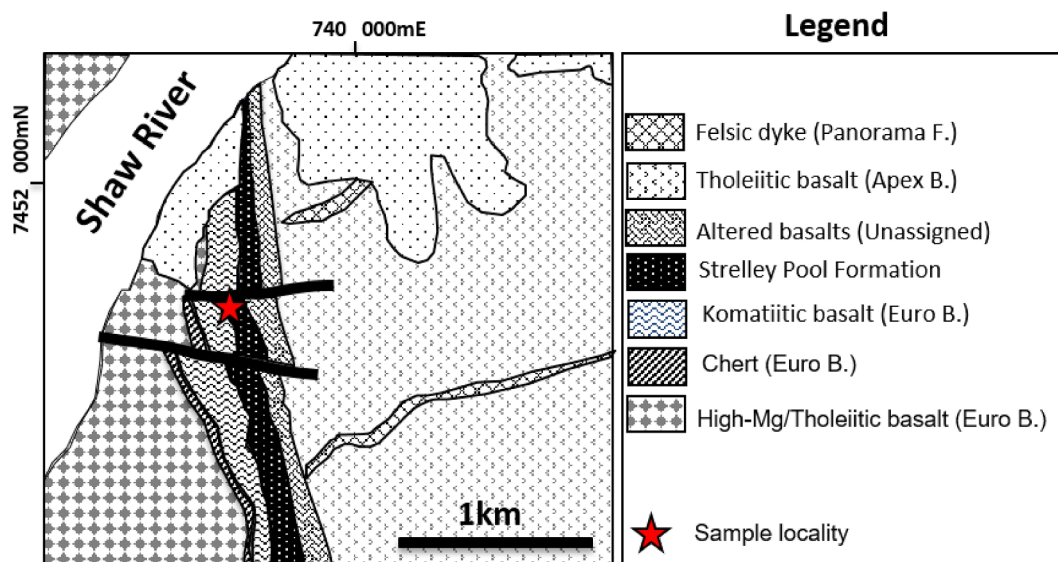 740 000mE
7452 000mN
Shaw River
1km
Legend
Felsic dyke (Panorama F.)
Tholeiitic basalt (Apex B.)
Altered basalts (Unassigned)
Strelley Pool Formation
Komatiitic basalt (Euro B.)
Chert (Euro B.)
High-Mg/Tholeiitic basalt (Euro B.)
Sample locality